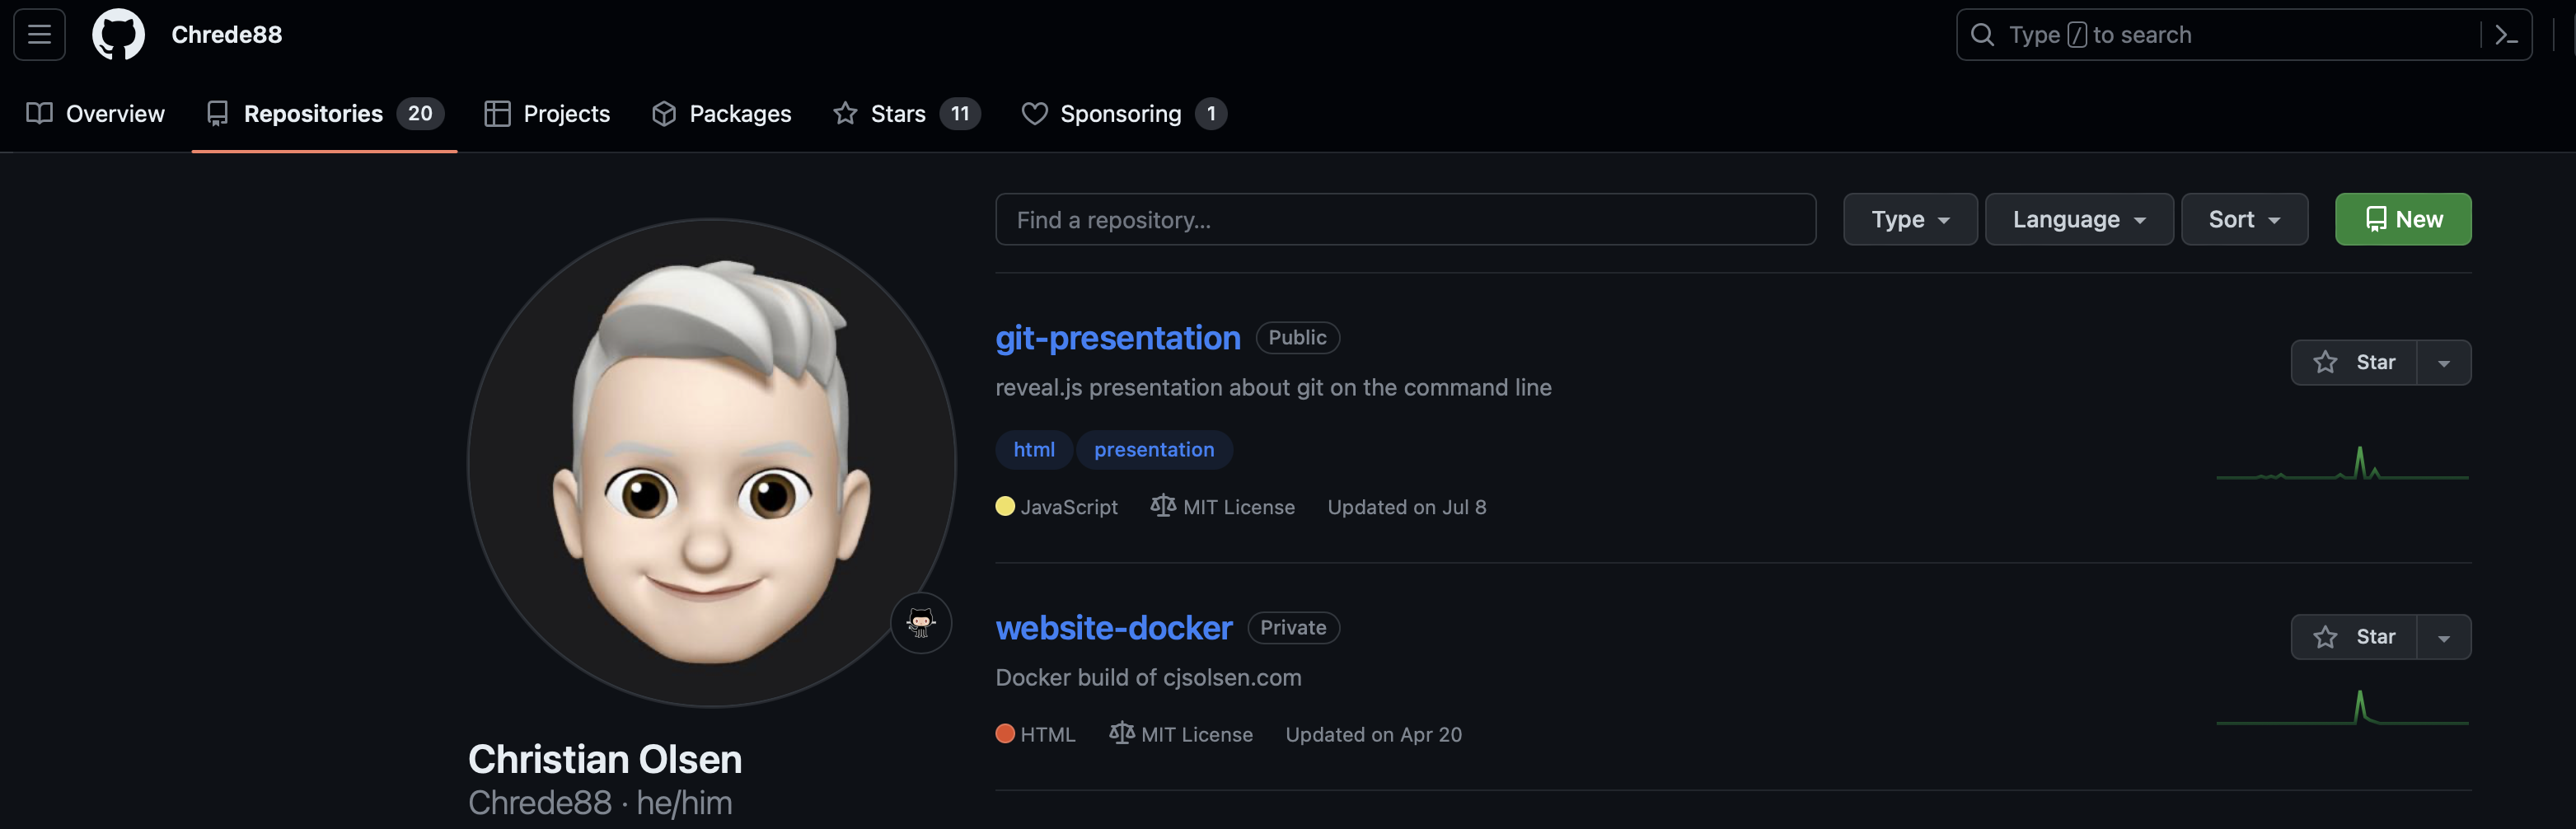 Chrede88
Type / to search
Overview
Repositories 20
Projects
Packages
Stars 11
Sponsoring 1
Find a repository...
Type
Language
Sort
New
git-presentation Public
Star
reveal.js presentation about git on the command line
html presentation
JavaScript MIT License Updated on Jul 8
website-docker Private
Star
Docker build of cjsolsen.com
HTML MIT License Updated on Apr 20
Christian Olsen
Chrede88 · he/him